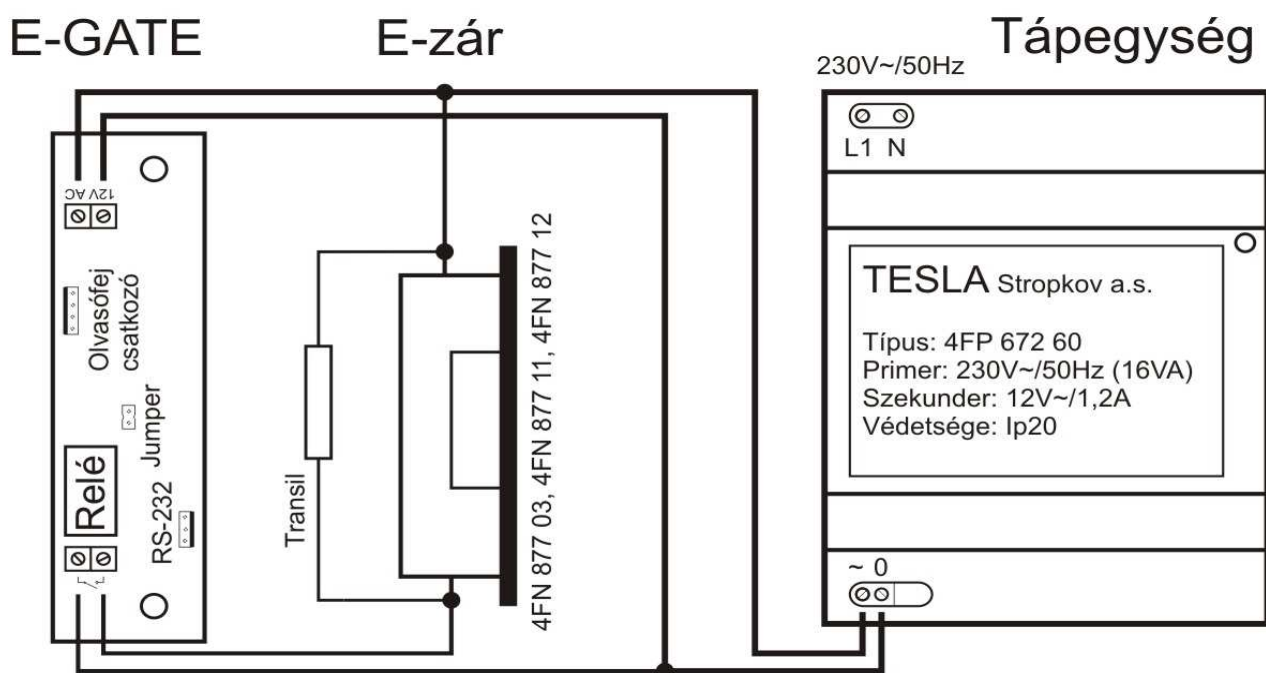 E-GATE
E-zár
Tápegység
230V~/50Hz
L1 N
12V AC
Olvasófej
csatkozó
Jumper
Relé
RS-232
Transil
4FN 877 03, 4FN 877 11, 4FN 877 12
TESLA Stropkov a.s.
Típus: 4FP 672 60
Primer: 230V~/50Hz (16VA)
Szekunder: 12V~/1,2A
Védetsége: Ip20
~ 0